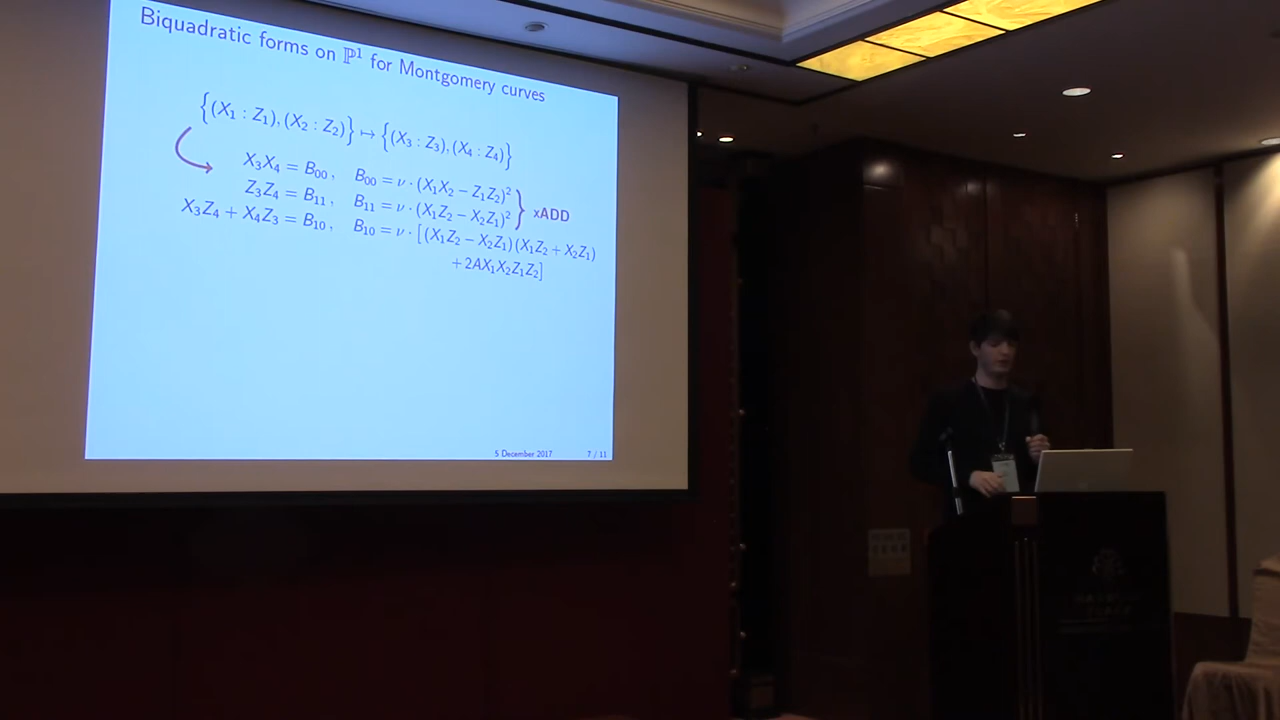 Biquadratic forms on ℙ¹ for Montgomery curves
{(X₁ : Z₁), (X₂ : Z₂)} ↦ {(X₃ : Z₃), (X₄ : Z₄)}
X₃X₄ = B₀₀ , B₀₀ = ν · (X₁X₂ − Z₁Z₂)²
Z₃Z₄ = B₁₁ , B₁₁ = ν · (X₁Z₂ − X₂Z₁)²
xADD
X₃Z₄ + X₄Z₃ = B₁₀ , B₁₀ = ν · [(X₁Z₂ − X₂Z₁)(X₁Z₂ + X₂Z₁)
+ 2AX₁X₂Z₁Z₂]
5 December 2017 7 / 11